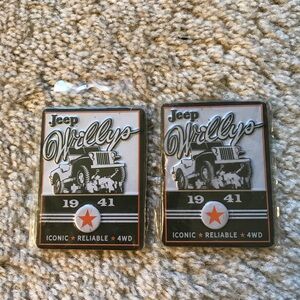 Jeep
Willys
19 41
ICONIC ★ RELIABLE ★ 4WD
Jeep
Willys
19 41
ICONIC ★ RELIABLE ★ 4WD